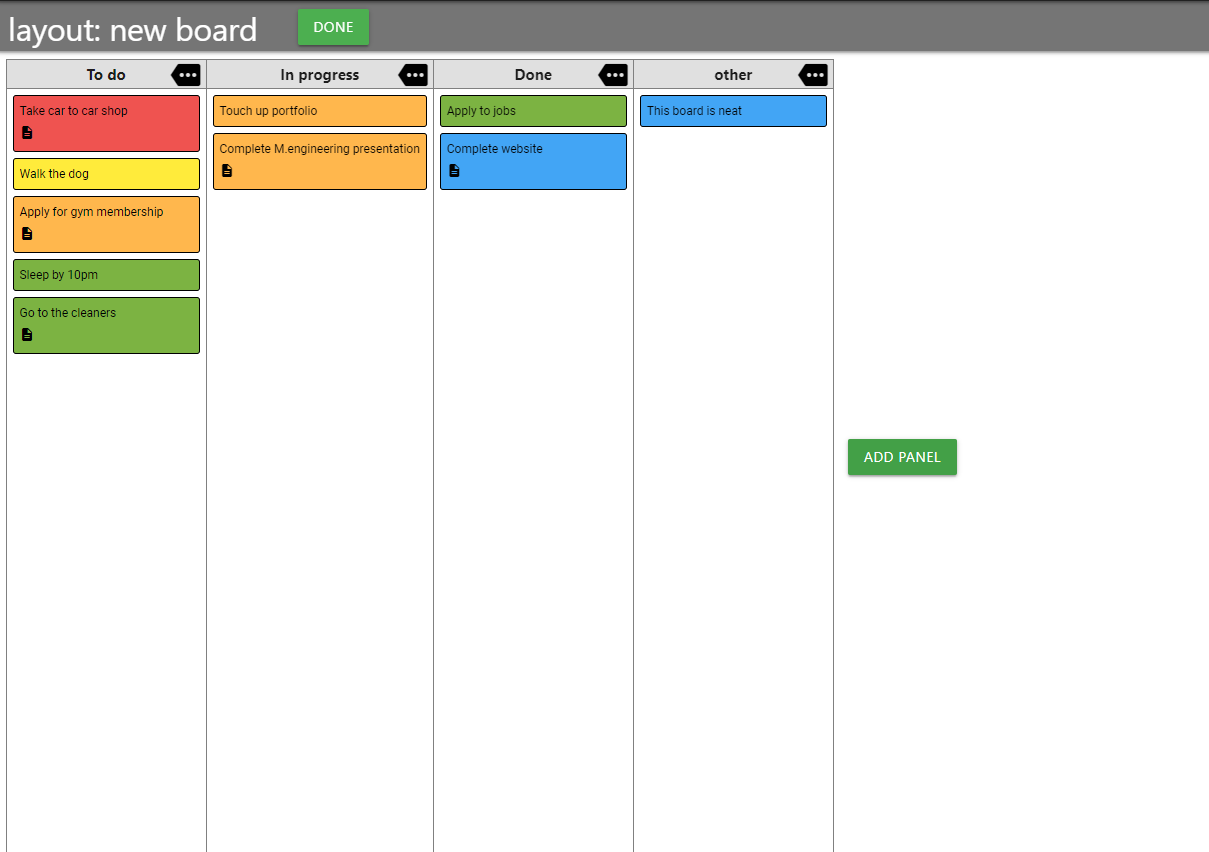 layout: new board
DONE
To do
In progress
Done
other
Take car to car shop
Walk the dog
Apply for gym membership
Sleep by 10pm
Go to the cleaners
Touch up portfolio
Complete M.engineering presentation
Apply to jobs
Complete website
This board is neat
ADD PANEL